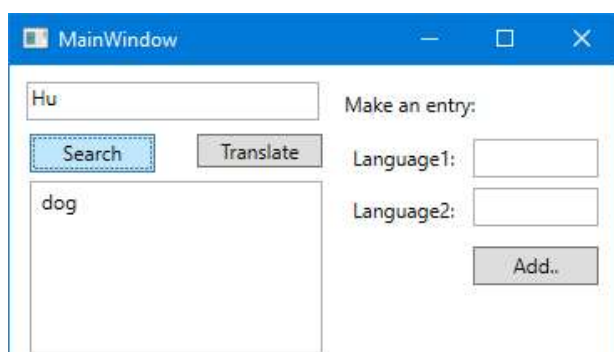 MainWindow
Hu
Make an entry:
Search
Translate
Language1:
dog
Language2:
Add..